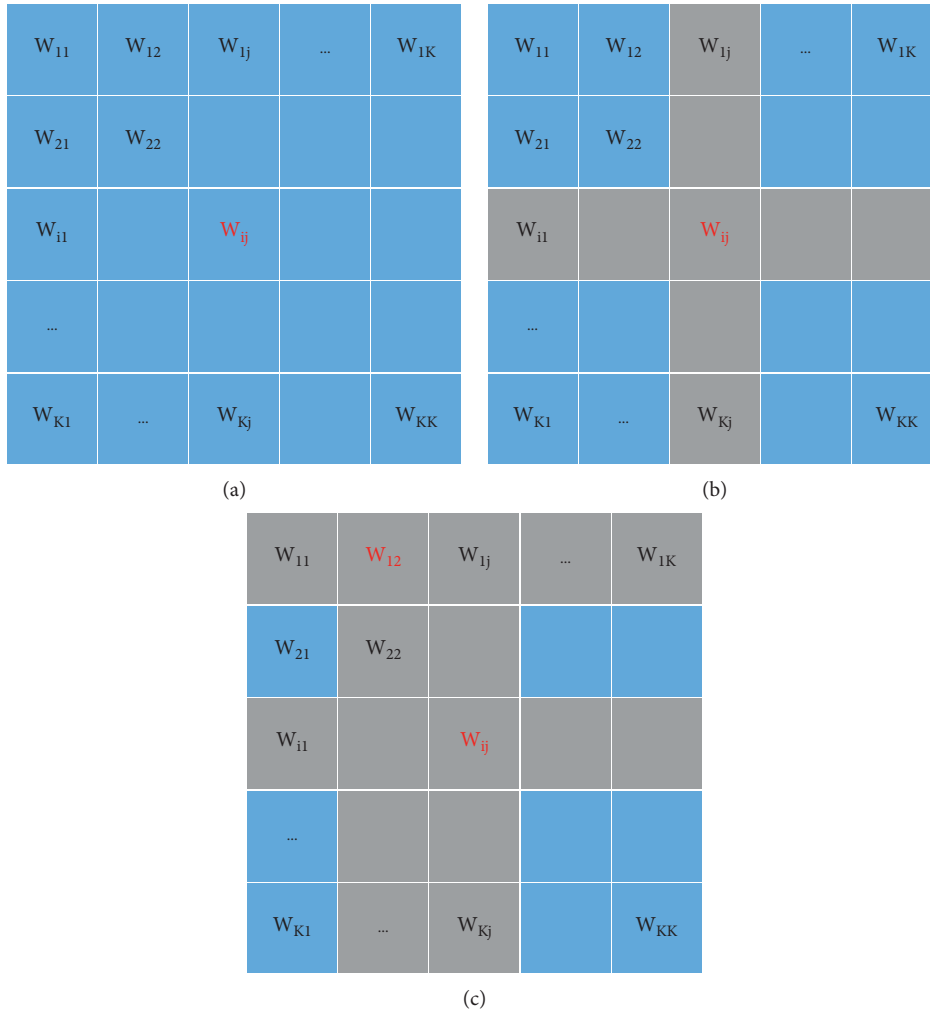 W11 W12 W1j ... W1K
W21 W22
Wi1 Wij
...
WK1 ... WKj WKK
(a)
W11 W12 W1j ... W1K
W21 W22
Wi1 Wij
...
WK1 ... WKj WKK
(b)
W11 W12 W1j ... W1K
W21 W22
Wi1 Wij
...
WK1 ... WKj WKK
(c)